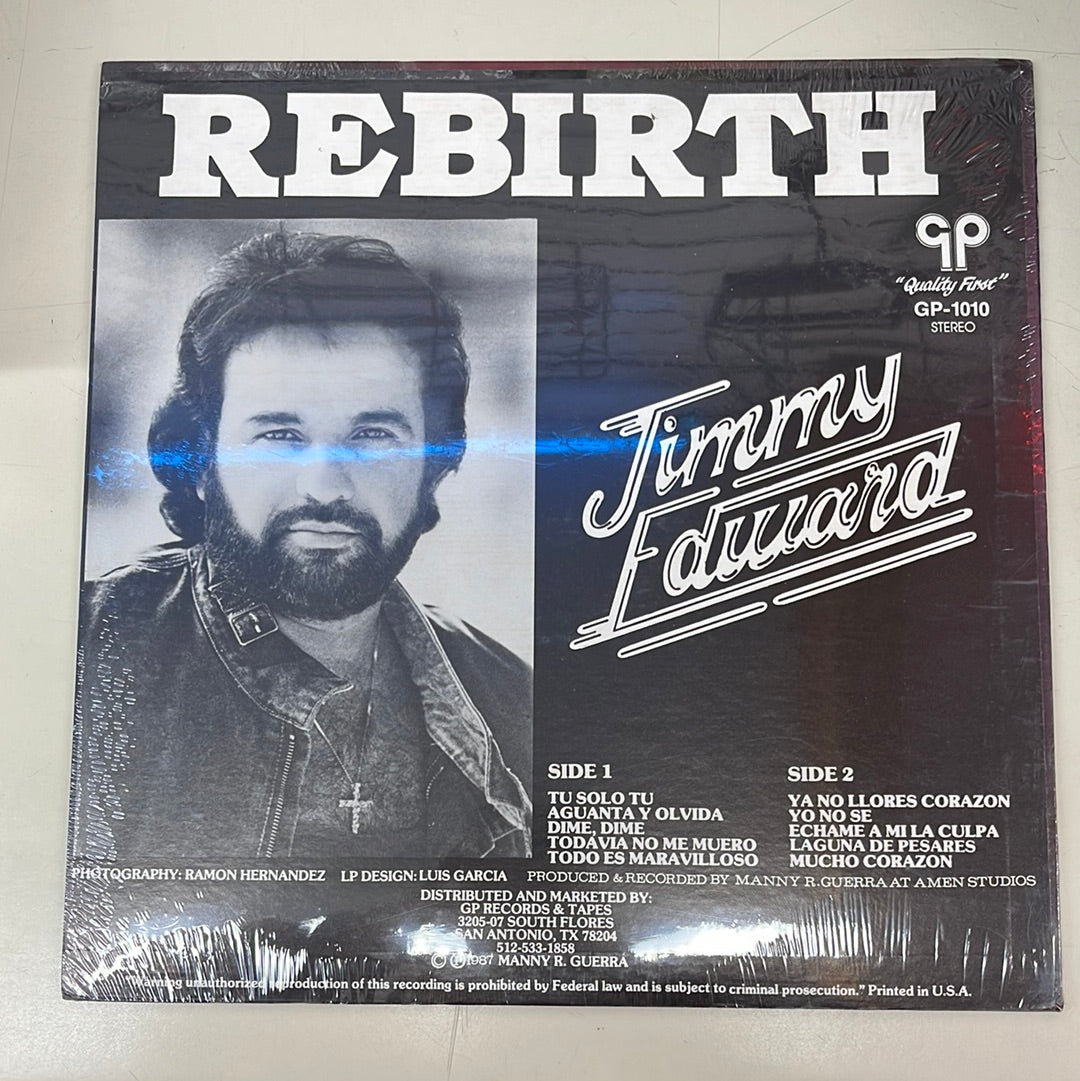 REBIRTH
GP
"Quality First"
GP-1010
STEREO
Jimmy
Edward
SIDE 1
TU SOLO TU
AGUANTA Y OLVIDA
DIME, DIME
TODAVIA NO ME MUERO
TODO ES MARAVILLOSO
SIDE 2
YA NO LLORES CORAZON
YO NO SE
ECHAME A MI LA CULPA
LAGUNA DE PESARES
MUCHO CORAZON
PHOTOGRAPHY: RAMON HERNANDEZ LP DESIGN: LUIS GARCIA PRODUCED & RECORDED BY MANNY R. GUERRA AT AMEN STUDIOS
DISTRIBUTED AND MARKETED BY:
GP RECORDS & TAPES
3205-07 SOUTH FLORES
SAN ANTONIO, TX 78204
512-533-1858
© ℗ 1987 MANNY R. GUERRA
"Warning unauthorized reproduction of this recording is prohibited by Federal law and is subject to criminal prosecution." Printed in U.S.A.